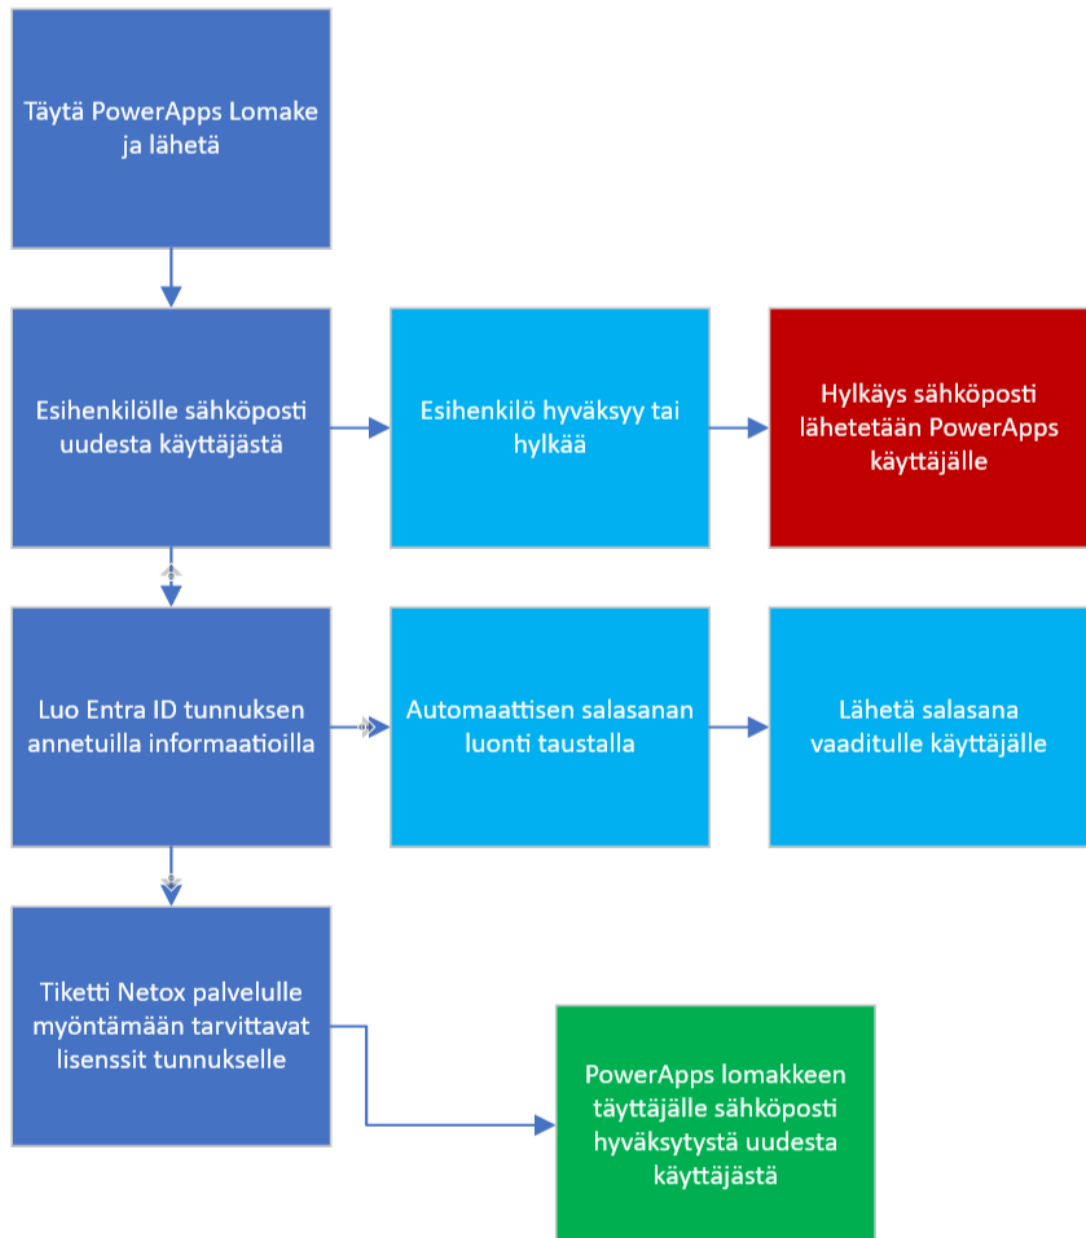 Täytä PowerApps Lomake
ja lähetä
Esihenkilölle sähköposti
uudesta käyttäjästä
Esihenkilö hyväksyy tai
hylkää
Hylkäys sähköposti
lähetetään PowerApps
käyttäjälle
Luo Entra ID tunnuksen
annetuilla informaatioilla
Automaattisen salasanan
luonti taustalla
Lähetä salasana
vaaditulle käyttäjälle
Tiketti Netox palvelulle
myöntämään tarvittavat
lisenssit tunnukselle
PowerApps lomakkeen
täyttäjälle sähköposti
hyväksytystä uudesta
käyttäjästä